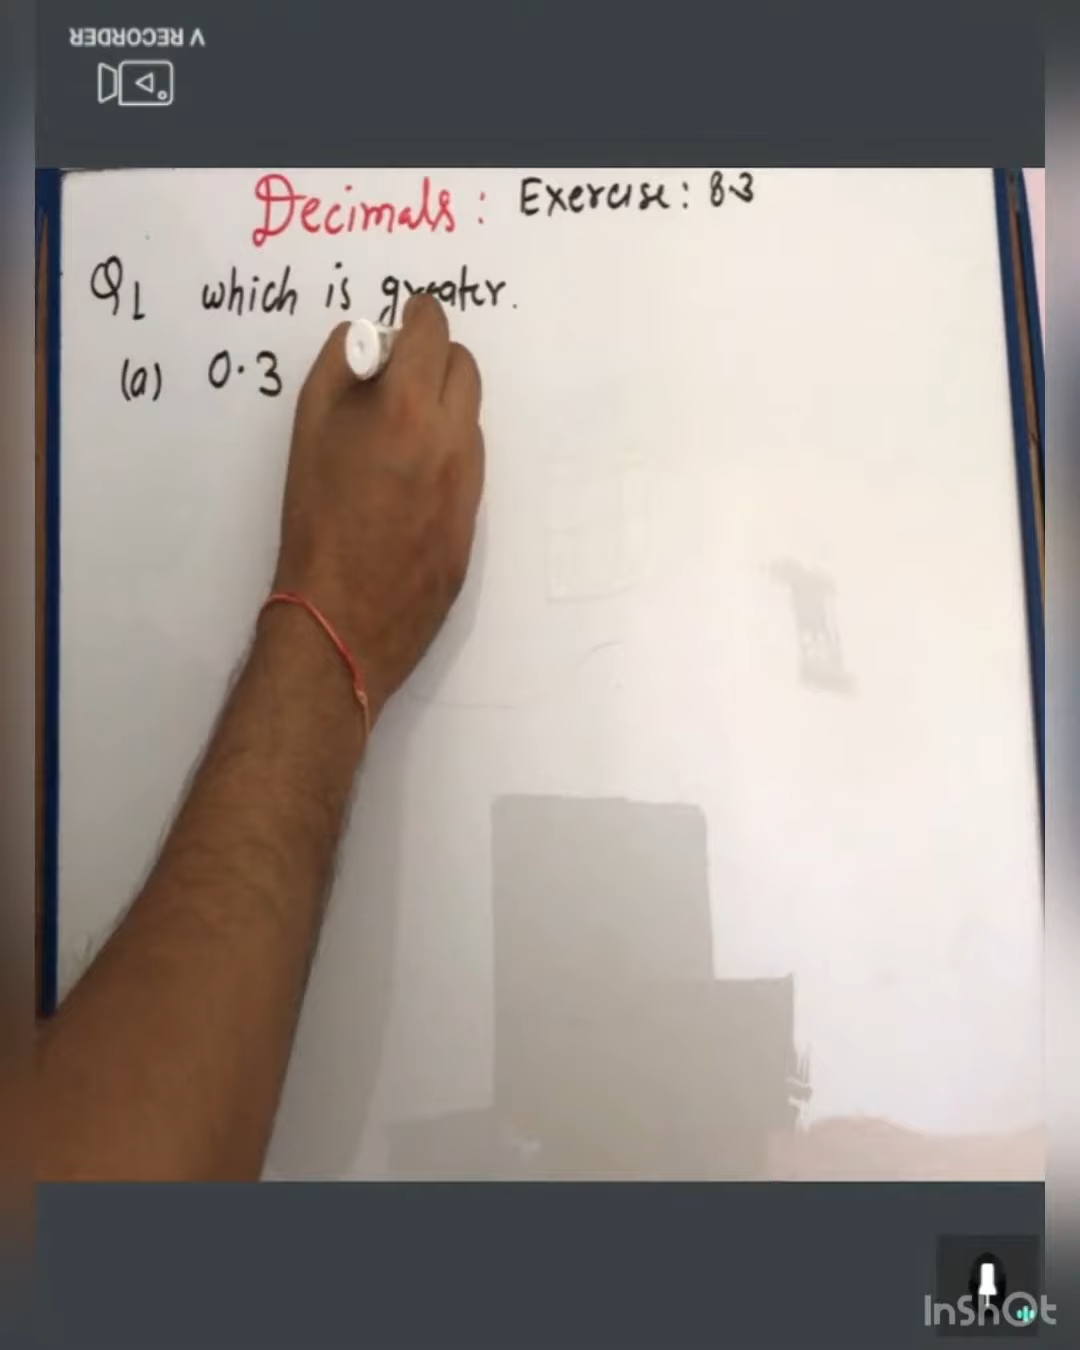 V RECORDER
Decimals : Exercise : 8.3
Q1 which is greater.
(a) 0.3
InShOt